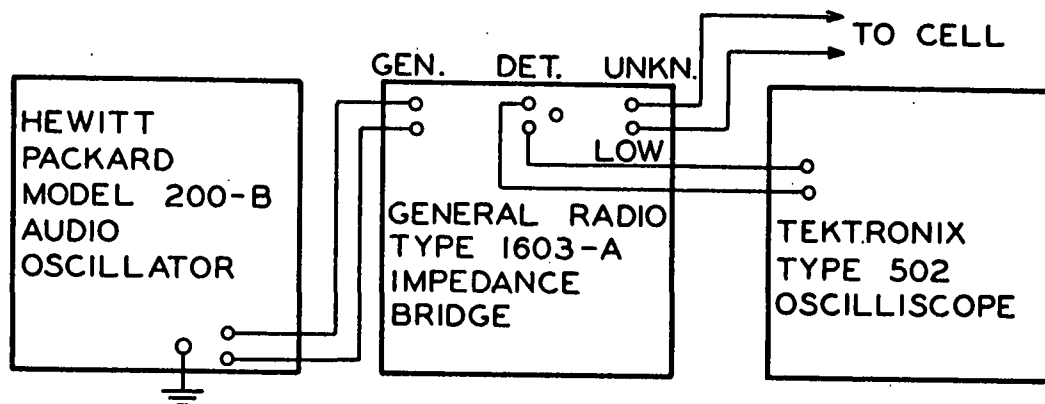 TO CELL
GEN. DET. UNKN.
LOW
HEWITT
PACKARD
MODEL 200-B
AUDIO
OSCILLATOR
GENERAL RADIO
TYPE 1603-A
IMPEDANCE
BRIDGE
TEKTRONIX
TYPE 502
OSCILLISCOPE